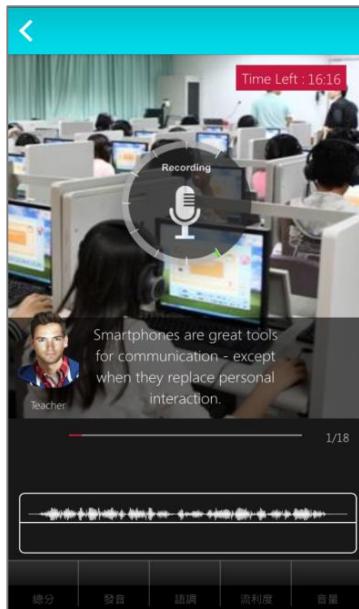 Time Left : 16:16
Recording
Smartphones are great tools
for communication - except
when they replace personal
interaction.
Teacher
1/18
總分 發音 語調 流利度 音量